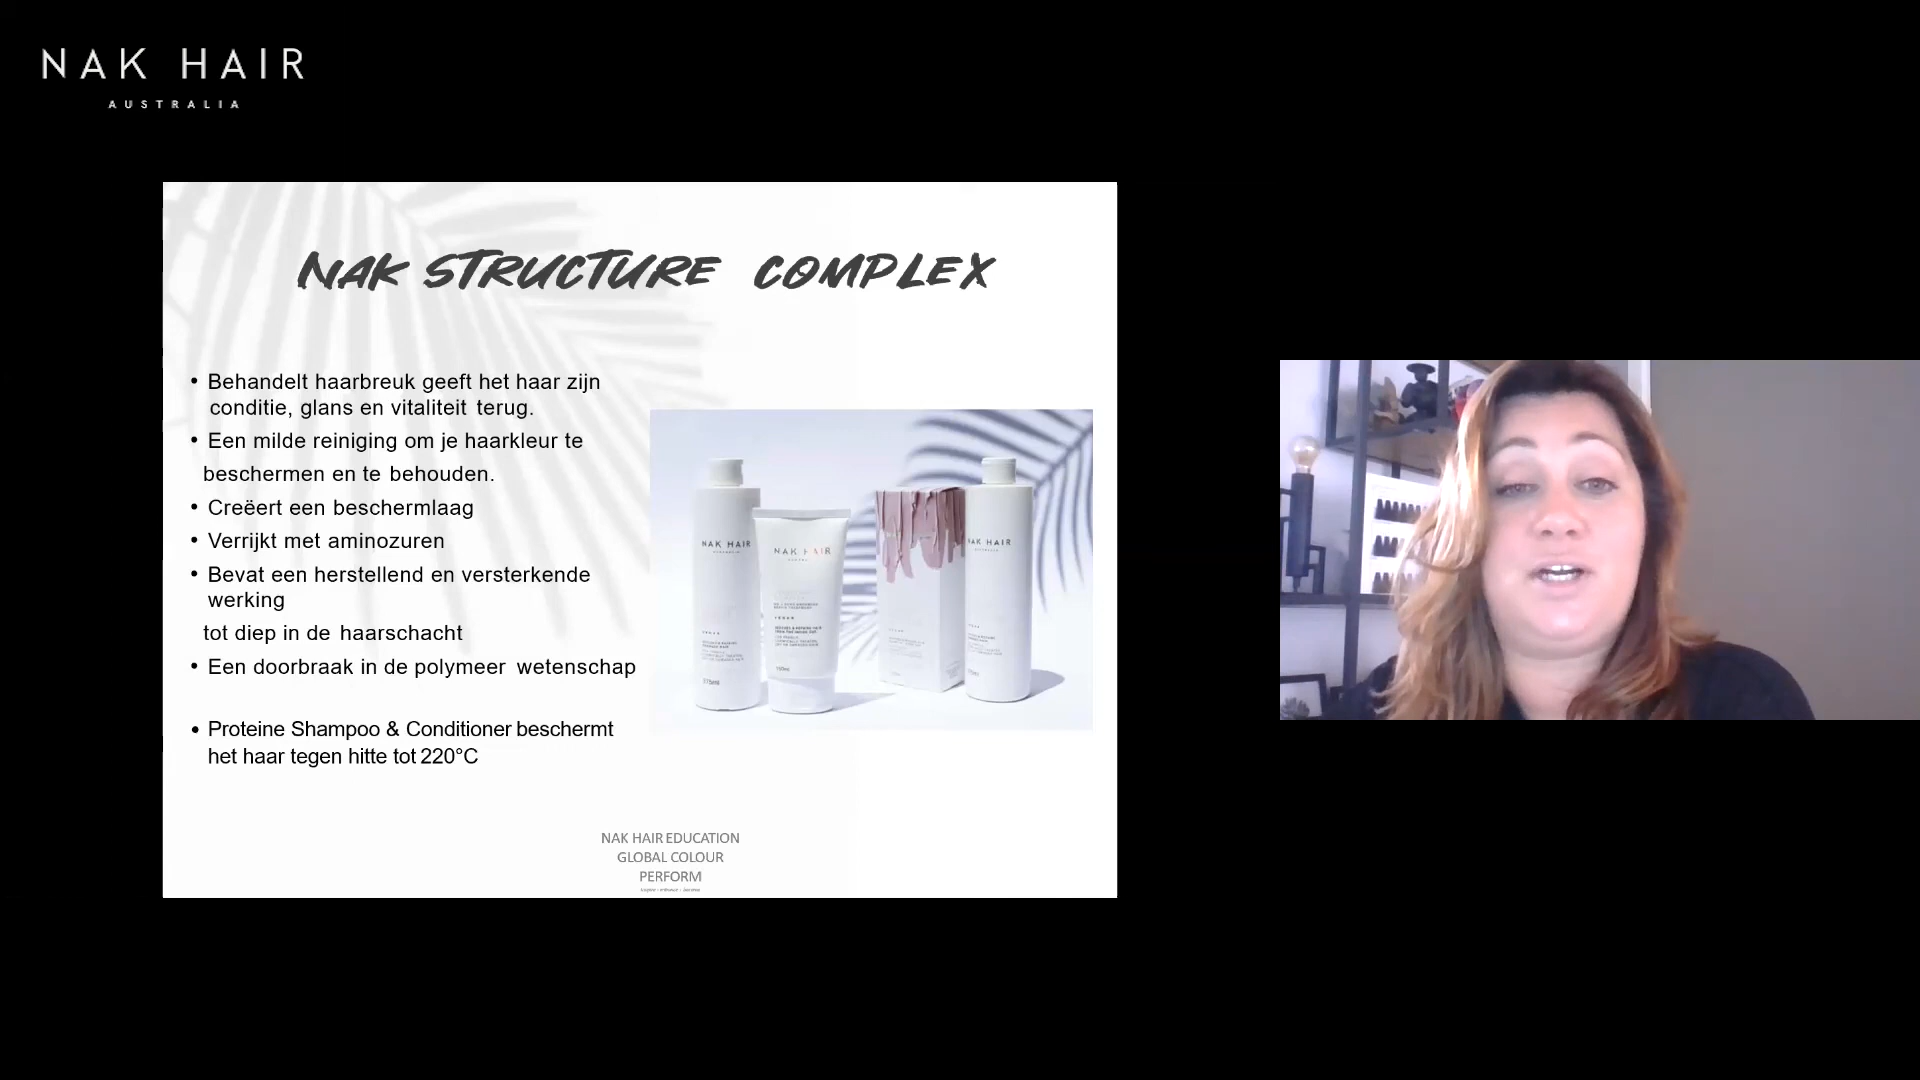 NAK HAIR
AUSTRALIA
NAK STRUCTURE COMPLEX
• Behandelt haarbreuk geeft het haar zijn
conditie, glans en vitaliteit terug.
• Een milde reiniging om je haarkleur te
beschermen en te behouden.
• Creëert een beschermlaag
• Verrijkt met aminozuren
• Bevat een herstellend en versterkende
werking
tot diep in de haarschacht
• Een doorbraak in de polymeer wetenschap
• Proteine Shampoo & Conditioner beschermt
het haar tegen hitte tot 220°C
NAK HAIR
NAK HAIR
VEGAN
150ml
375ml
NAK HAIR
NAK HAIR EDUCATION
GLOBAL COLOUR
PERFORM